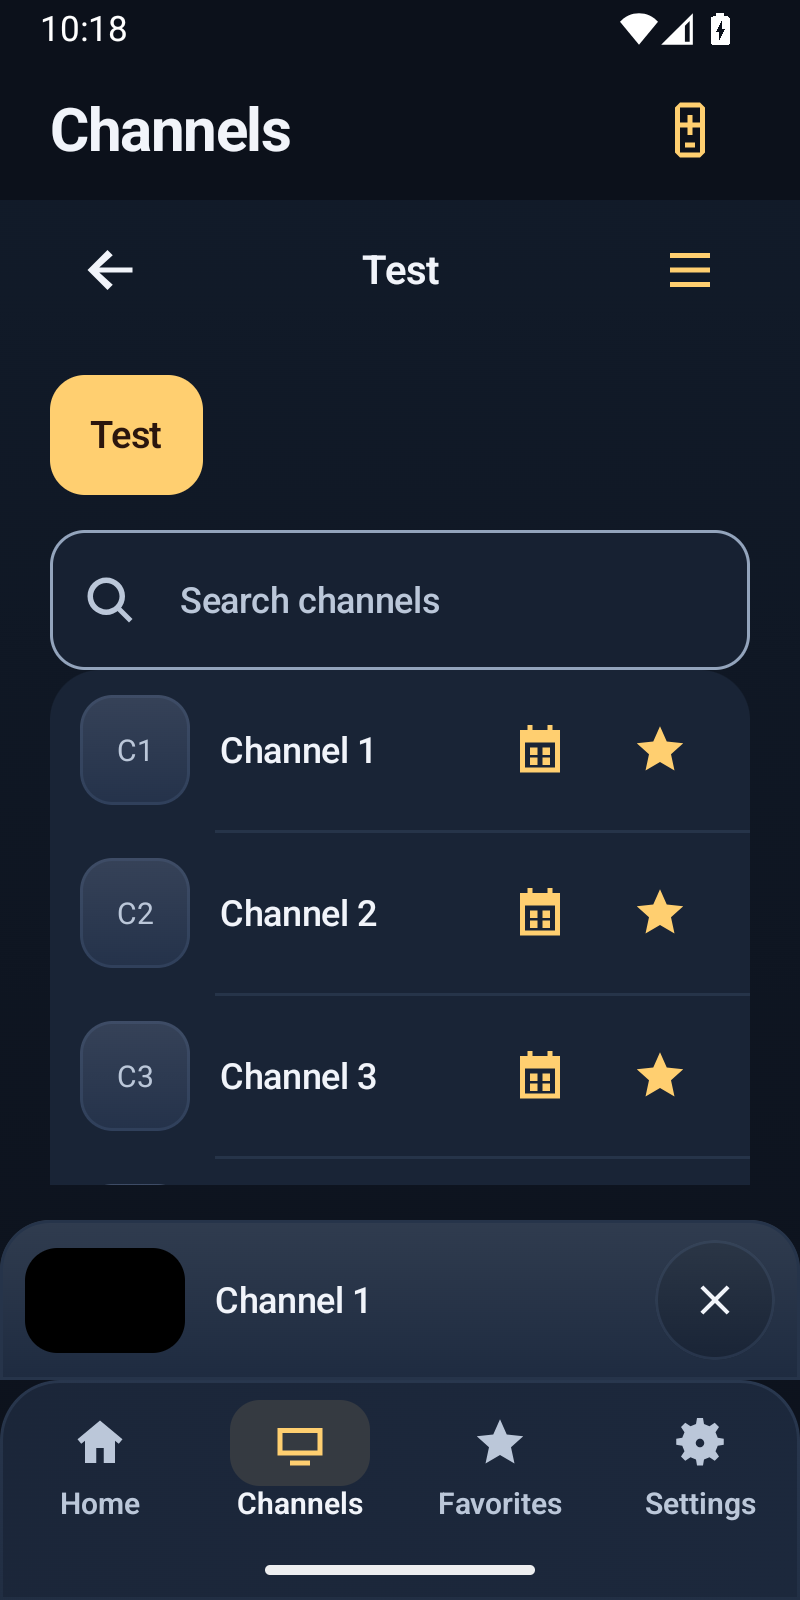 10:18
Channels
Test
Test
Search channels
C1 Channel 1
C2 Channel 2
C3 Channel 3
Channel 1
Home Channels Favorites Settings